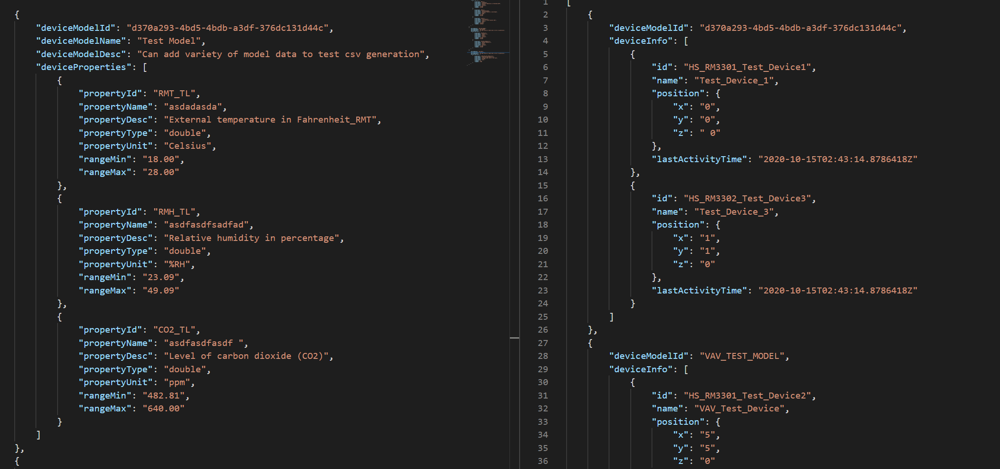 {
    "deviceModelId": "d370a293-4bd5-4bdb-a3df-376dc131d44c",
    "deviceModelName": "Test Model",
    "deviceModelDesc": "Can add variety of model data to test csv generation",
    "deviceProperties": [
        {
            "propertyId": "RMT_TL",
            "propertyName": "asdadasda",
            "propertyDesc": "External temperature in Fahrenheit_RMT",
            "propertyType": "double",
            "propertyUnit": "Celsius",
            "rangeMin": "18.00",
            "rangeMax": "28.00"
        },
        {
            "propertyId": "RMH_TL",
            "propertyName": "asdfasdfsadfad",
            "propertyDesc": "Relative humidity in percentage",
            "propertyType": "double",
            "propertyUnit": "%RH",
            "rangeMin": "23.09",
            "rangeMax": "49.09"
        },
        {
            "propertyId": "CO2_TL",
            "propertyName": "asdfasdfasdf ",
            "propertyDesc": "Level of carbon dioxide (CO2)",
            "propertyType": "double",
            "propertyUnit": "ppm",
            "rangeMin": "482.81",
            "rangeMax": "640.00"
        }
    ]
},
{
1 [
2     {
3         "deviceModelId": "d370a293-4bd5-4bdb-a3df-376dc131d44c",
4         "deviceInfo": [
5             {
6                 "id": "HS_RM3301_Test_Device1",
7                 "name": "Test_Device_1",
8                 "position": {
9                     "x": "0",
10                     "y": "0",
11                     "z": " 0"
12                 },
13                 "lastActivityTime": "2020-10-15T02:43:14.8786418Z"
14             },
15             {
16                 "id": "HS_RM3302_Test_Device3",
17                 "name": "Test_Device_3",
18                 "position": {
19                     "x": "1",
20                     "y": "1",
21                     "z": "0"
22                 },
23                 "lastActivityTime": "2020-10-15T02:43:14.8786418Z"
24             }
25         ]
26     },
27     {
28         "deviceModelId": "VAV_TEST_MODEL",
29         "deviceInfo": [
30             {
31                 "id": "HS_RM3301_Test_Device2",
32                 "name": "VAV_Test_Device",
33                 "position": {
34                     "x": "5",
35                     "y": "5",
36                     "z": "0"